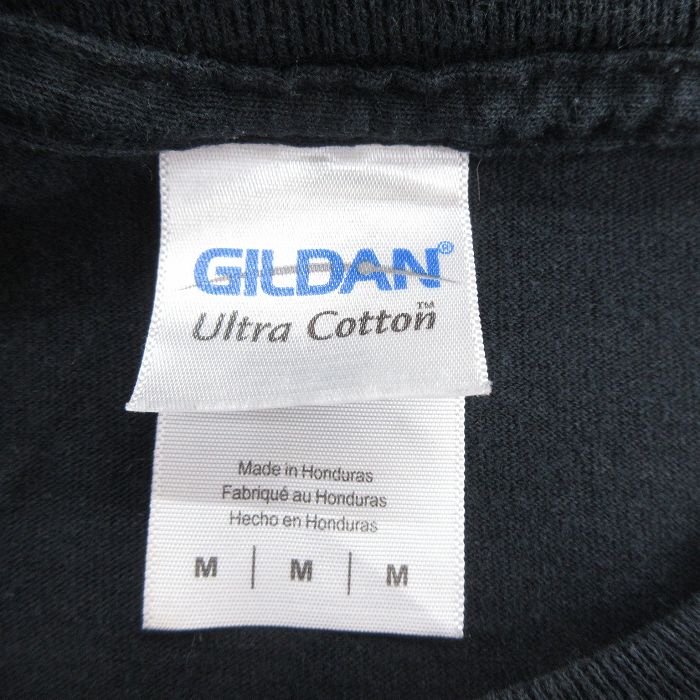 GILDAN®
Ultra Cotton™
Made in Honduras
Fabriqué au Honduras
Hecho en Honduras
M | M | M